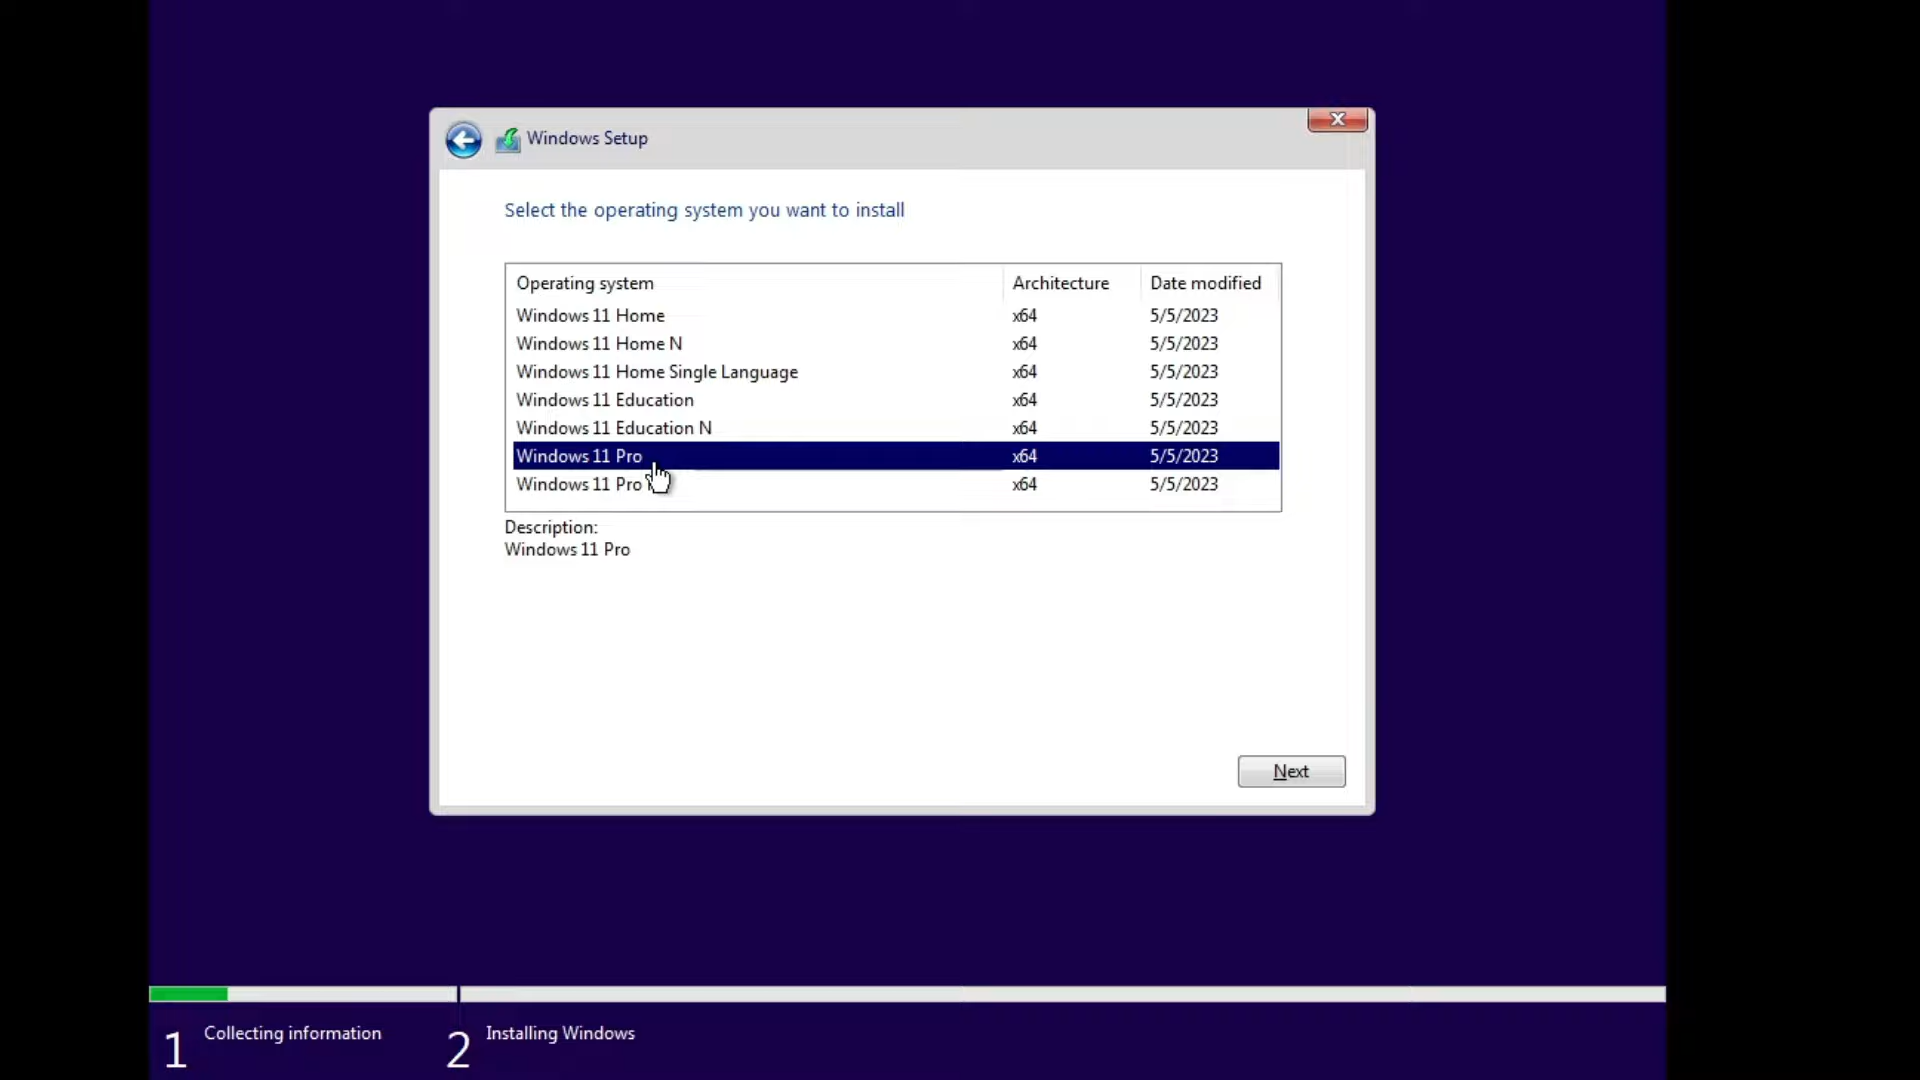 Windows Setup
Select the operating system you want to install
Operating system Architecture Date modified
Windows 11 Home x64 5/5/2023
Windows 11 Home N x64 5/5/2023
Windows 11 Home Single Language x64 5/5/2023
Windows 11 Education x64 5/5/2023
Windows 11 Education N x64 5/5/2023
Windows 11 Pro x64 5/5/2023
Windows 11 Pro x64 5/5/2023
Description:
Windows 11 Pro
Next
1 Collecting information 2 Installing Windows